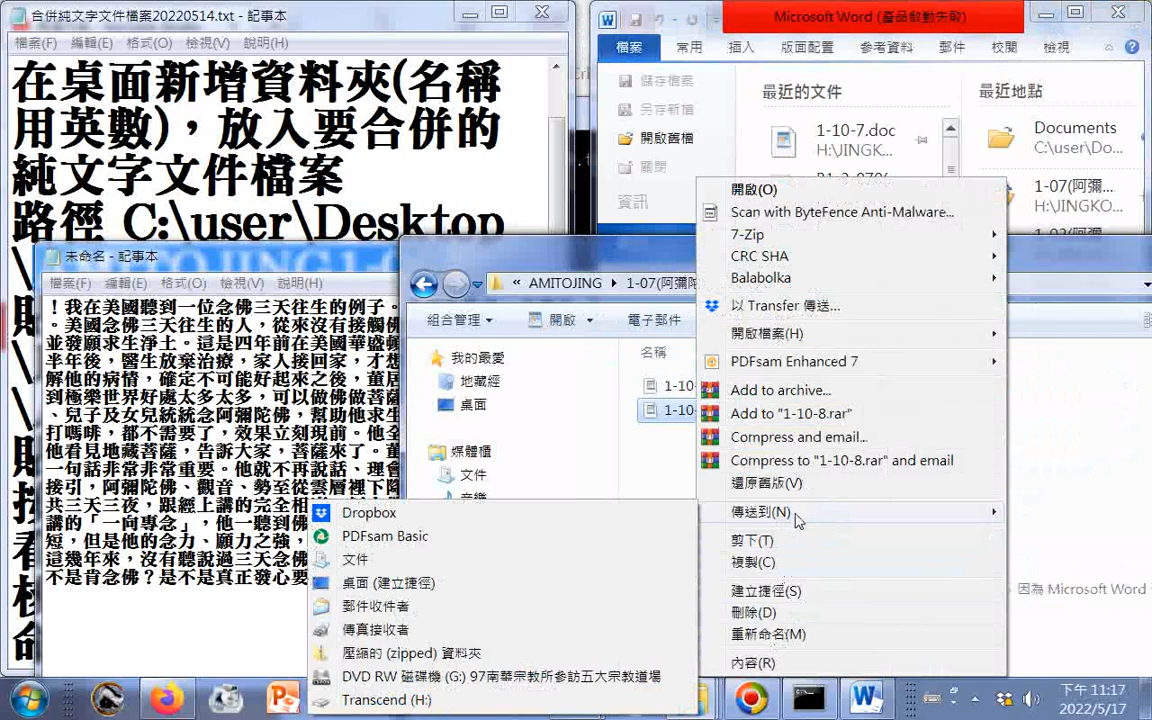 合併純文字文件檔案20220514.txt - 記事本
檔案(F) 編輯(E) 格式(O) 檢視(V) 說明(H)
在桌面新增資料夾(名稱
用英數)，放入要合併的
純文字文件檔案
路徑 C:\user\Desktop
Microsoft Word (產品啟動失敗)
檔案 常用 插入 版面配置 參考資料 郵件 校閱 檢視
儲存檔案
另存新檔
開啟舊檔
關閉
資訊
最近的文件
1-10-7.doc
H:\JINGK...
最近地點
Documents
C:\user\Do...
1-07(阿彌...
H:\JINGKO...
因為 Microsoft Word
未命名 - 記事本
檔案(F) 編輯(E) 格式(O) 檢視(V) 說明(H)
！我在美國聽到一位念佛三天往生的例子。
。美國念佛三天往生的人，從來沒有接觸佛
並發願求生淨土。這是四年前在美國華盛頓
半年後，醫生放棄治療，家人接回家，才想
解他的病情，確定不可能好起來之後，董居
到極樂世界好處太多太多，可以做佛做菩薩
、兒子及女兒統統念阿彌陀佛，幫助他求生
打嗎啡，都不需要了，效果立刻現前。他全
他看見地藏菩薩，告訴大家，菩薩來了。董
一句話非常非常重要。他就不再說話、理會
接引，阿彌陀佛、觀音、勢至從雲層裡下降
共三天三夜，跟經上講的完全相
講的「一向專念」，他一聽到佛
短，但是他的念力、願力之強，
這幾年來，沒有聽說過三天念佛
不是肯念佛？是不是真正發心要
« AMITOJING 1-07(阿彌陀
組合管理 開啟 電子郵件
我的最愛
地藏經
桌面
媒體櫃
文件
音樂
名稱
1-10-
1-10-
開啟(O)
Scan with ByteFence Anti-Malware...
7-Zip
CRC SHA
Balabolka
以 Transfer 傳送...
開啟檔案(H)
PDFsam Enhanced 7
Add to archive...
Add to "1-10-8.rar"
Compress and email...
Compress to "1-10-8.rar" and email
還原舊版(V)
傳送到(N)
剪下(T)
複製(C)
建立捷徑(S)
刪除(D)
重新命名(M)
內容(R)
Dropbox
PDFsam Basic
文件
桌面 (建立捷徑)
郵件收件者
傳真接收者
壓縮的 (zipped) 資料夾
DVD RW 磁碟機 (G:) 97南華宗教所參訪五大宗教道場
Transcend (H:)
下午 11:17
2022/5/17